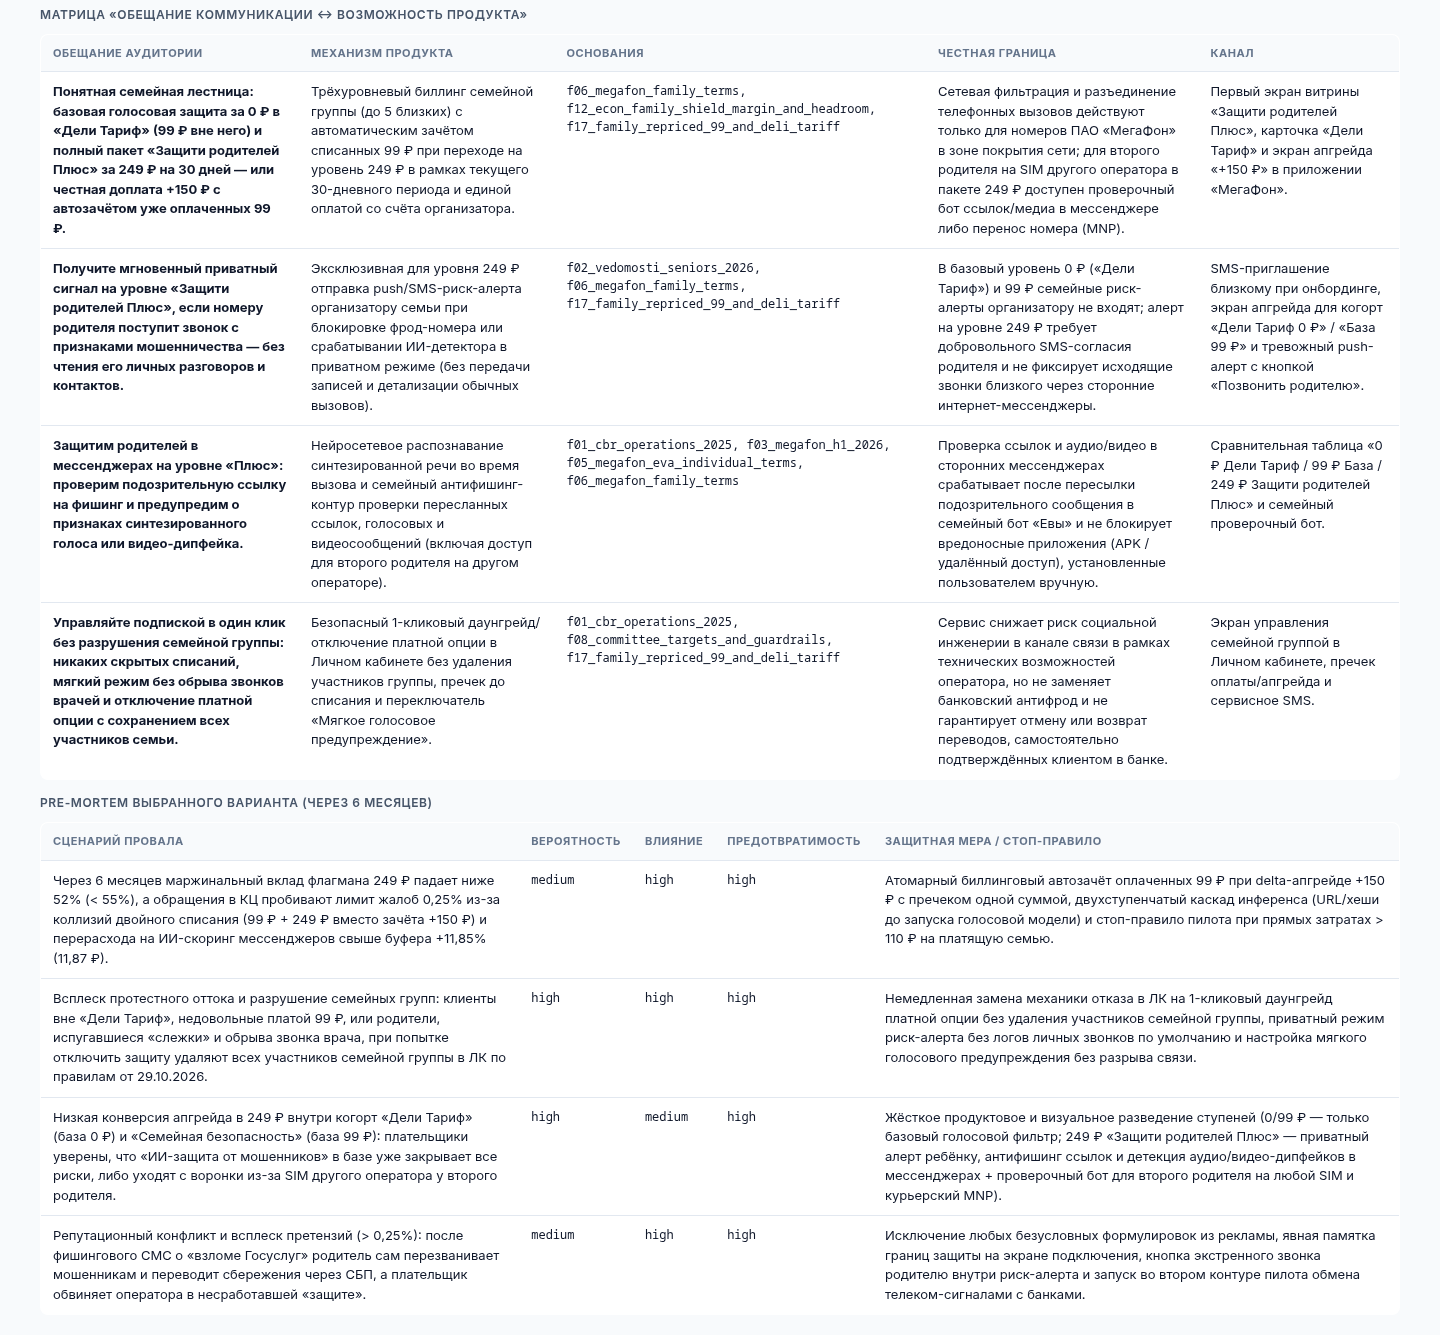 МАТРИЦА «ОБЕЩАНИЕ КОММУНИКАЦИИ ↔ ВОЗМОЖНОСТЬ ПРОДУКТА»
ОБЕЩАНИЕ АУДИТОРИИ
МЕХАНИЗМ ПРОДУКТА
ОСНОВАНИЯ
ЧЕСТНАЯ ГРАНИЦА
КАНАЛ
Понятная семейная лестница:
базовая голосовая защита за 0 ₽ в
«Дели Тариф» (99 ₽ вне него) и
полный пакет «Защити родителей
Плюс» за 249 ₽ на 30 дней — или
честная доплата +150 ₽ с
автозачётом уже оплаченных 99
₽.
Трёхуровневый биллинг семейной
группы (до 5 близких) с
автоматическим зачётом
списанных 99 ₽ при переходе на
уровень 249 ₽ в рамках текущего
30-дневного периода и единой
оплатой со счёта организатора.
f06_megafon_family_terms,
f12_econ_family_shield_margin_and_headroom,
f17_family_repriced_99_and_deli_tariff
Сетевая фильтрация и разъединение
телефонных вызовов действуют
только для номеров ПАО «МегаФон»
в зоне покрытия сети; для второго
родителя на SIM другого оператора в
пакете 249 ₽ доступен проверочный
бот ссылок/медиа в мессенджере
либо перенос номера (MNP).
Первый экран витрины
«Защити родителей
Плюс», карточка «Дели
Тариф» и экран апгрейда
«+150 ₽» в приложении
«МегаФон».
Получите мгновенный приватный
сигнал на уровне «Защити
родителей Плюс», если номеру
родителя поступит звонок с
признаками мошенничества — без
чтения его личных разговоров и
контактов.
Эксклюзивная для уровня 249 ₽
отправка push/SMS-риск-алерта
организатору семьи при
блокировке фрод-номера или
срабатывании ИИ-детектора в
приватном режиме (без передачи
записей и детализации обычных
вызовов).
f02_vedomosti_seniors_2026,
f06_megafon_family_terms,
f17_family_repriced_99_and_deli_tariff
В базовый уровень 0 ₽ («Дели
Тариф») и 99 ₽ семейные риск-
алерты организатору не входят; алерт
на уровне 249 ₽ требует
добровольного SMS-согласия
родителя и не фиксирует исходящие
звонки близкого через сторонние
интернет-мессенджеры.
SMS-приглашение
близкому при онбординге,
экран апгрейда для когорт
«Дели Тариф 0 ₽» / «База
99 ₽» и тревожный push-
алерт с кнопкой
«Позвонить родителю».
Защитим родителей в
мессенджерах на уровне «Плюс»:
проверим подозрительную ссылку
на фишинг и предупредим о
признаках синтезированного
голоса или видео-дипфейка.
Нейросетевое распознавание
синтезированной речи во время
вызова и семейный антифишинг-
контур проверки пересланных
ссылок, голосовых и
видеосообщений (включая доступ
для второго родителя на другом
операторе).
f01_cbr_operations_2025, f03_megafon_h1_2026,
f05_megafon_eva_individual_terms,
f06_megafon_family_terms
Проверка ссылок и аудио/видео в
сторонних мессенджерах
срабатывает после пересылки
подозрительного сообщения в
семейный бот «Евы» и не блокирует
вредоносные приложения (APK /
удалённый доступ), установленные
пользователем вручную.
Сравнительная таблица «0
₽ Дели Тариф / 99 ₽ База /
249 ₽ Защити родителей
Плюс» и семейный
проверочный бот.
Управляйте подпиской в один клик
без разрушения семейной группы:
никаких скрытых списаний,
мягкий режим без обрыва звонков
врачей и отключение платной
опции с сохранением всех
участников семьи.
Безопасный 1-кликовый даунгрейд/
отключение платной опции в
Личном кабинете без удаления
участников группы, пречек до
списания и переключатель
«Мягкое голосовое
предупреждение».
f01_cbr_operations_2025,
f08_committee_targets_and_guardrails,
f17_family_repriced_99_and_deli_tariff
Сервис снижает риск социальной
инженерии в канале связи в рамках
технических возможностей
оператора, но не заменяет
банковский антифрод и не
гарантирует отмену или возврат
переводов, самостоятельно
подтверждённых клиентом в банке.
Экран управления
семейной группой в
Личном кабинете, пречек
оплаты/апгрейда и
сервисное SMS.
PRE-MORTEM ВЫБРАННОГО ВАРИАНТА (ЧЕРЕЗ 6 МЕСЯЦЕВ)
СЦЕНАРИЙ ПРОВАЛА
ВЕРОЯТНОСТЬ
ВЛИЯНИЕ
ПРЕДОТВРАТИМОСТЬ
ЗАЩИТНАЯ МЕРА / СТОП-ПРАВИЛО
Через 6 месяцев маржинальный вклад флагмана 249 ₽ падает ниже
52% (< 55%), а обращения в КЦ пробивают лимит жалоб 0,25% из-за
коллизий двойного списания (99 ₽ + 249 ₽ вместо зачёта +150 ₽) и
перерасхода на ИИ-скоринг мессенджеров свыше буфера +11,85%
(11,87 ₽).
medium
high
high
Атомарный биллинговый автозачёт оплаченных 99 ₽ при delta-апгрейде +150
₽ с пречеком одной суммой, двухступенчатый каскад инференса (URL/хеши
до запуска голосовой модели) и стоп-правило пилота при прямых затратах >
110 ₽ на платящую семью.
Всплеск протестного оттока и разрушение семейных групп: клиенты
вне «Дели Тариф», недовольные платой 99 ₽, или родители,
испугавшиеся «слежки» и обрыва звонка врача, при попытке
отключить защиту удаляют всех участников семейной группы в ЛК по
правилам от 29.10.2026.
high
high
high
Немедленная замена механики отказа в ЛК на 1-кликовый даунгрейд
платной опции без удаления участников семейной группы, приватный режим
риск-алерта без логов личных звонков по умолчанию и настройка мягкого
голосового предупреждения без разрыва связи.
Низкая конверсия апгрейда в 249 ₽ внутри когорт «Дели Тариф»
(база 0 ₽) и «Семейная безопасность» (база 99 ₽): плательщики
уверены, что «ИИ-защита от мошенников» в базе уже закрывает все
риски, либо уходят с воронки из-за SIM другого оператора у второго
родителя.
high
medium
high
Жёсткое продуктовое и визуальное разведение ступеней (0/99 ₽ — только
базовый голосовой фильтр; 249 ₽ «Защити родителей Плюс» — приватный
алерт ребёнку, антифишинг ссылок и детекция аудио/видео-дипфейков в
мессенджерах + проверочный бот для второго родителя на любой SIM и
курьерский MNP).
Репутационный конфликт и всплеск претензий (> 0,25%): после
фишингового СМС о «взломе Госуслуг» родитель сам перезванивает
мошенникам и переводит сбережения через СБП, а плательщик
обвиняет оператора в несработавшей «защите».
medium
high
high
Исключение любых безусловных формулировок из рекламы, явная памятка
границ защиты на экране подключения, кнопка экстренного звонка
родителю внутри риск-алерта и запуск во втором контуре пилота обмена
телеком-сигналами с банками.